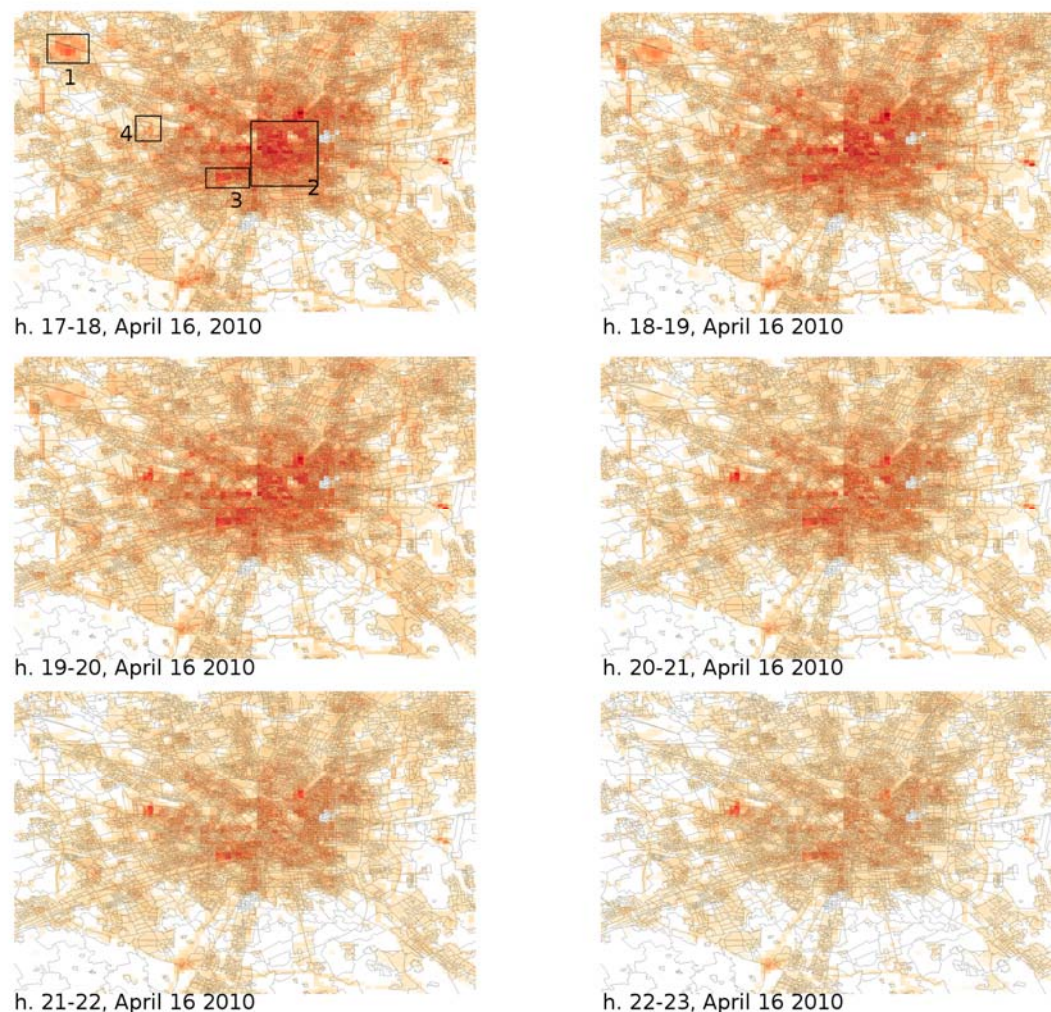 1
4
3
2
h. 17-18, April 16, 2010
h. 18-19, April 16 2010
h. 19-20, April 16 2010
h. 20-21, April 16 2010
h. 21-22, April 16 2010
h. 22-23, April 16 2010